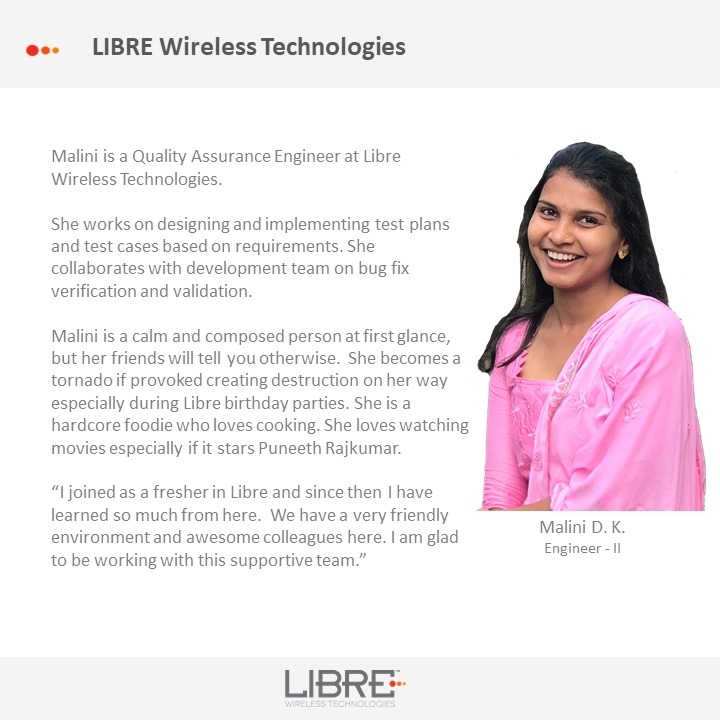 LIBRE Wireless Technologies
Malini is a Quality Assurance Engineer at Libre
Wireless Technologies.
She works on designing and implementing test plans
and test cases based on requirements. She
collaborates with development team on bug fix
verification and validation.
Malini is a calm and composed person at first glance,
but her friends will tell you otherwise. She becomes a
tornado if provoked creating destruction on her way
especially during Libre birthday parties. She is a
hardcore foodie who loves cooking. She loves watching
movies especially if it stars Puneeth Rajkumar.
“I joined as a fresher in Libre and since then I have
learned so much from here. We have a very friendly
environment and awesome colleagues here. I am glad
to be working with this supportive team.”
Malini D. K.
Engineer - II
LIBRE™
WIRELESS TECHNOLOGIES